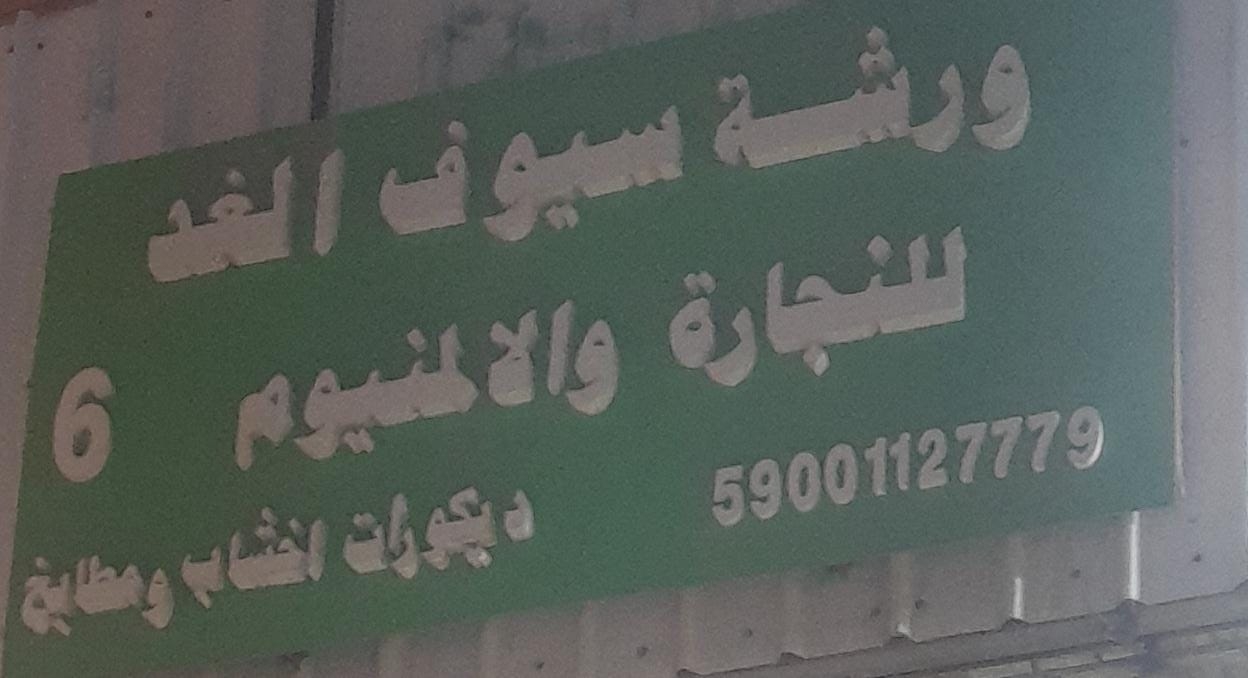 ورشة سيوف الغد
للنجارة والالمنيوم 6
59001127779
ديكورات اخشاب ومطابخ